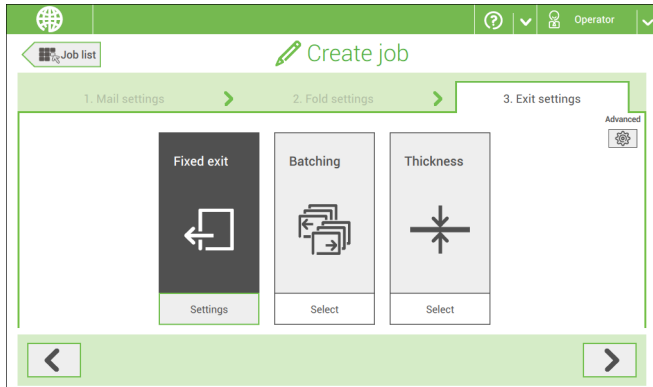 Operator
Job list
Create job
1. Mail settings
2. Fold settings
3. Exit settings
Advanced
Fixed exit
Batching
Thickness
Settings
Select
Select